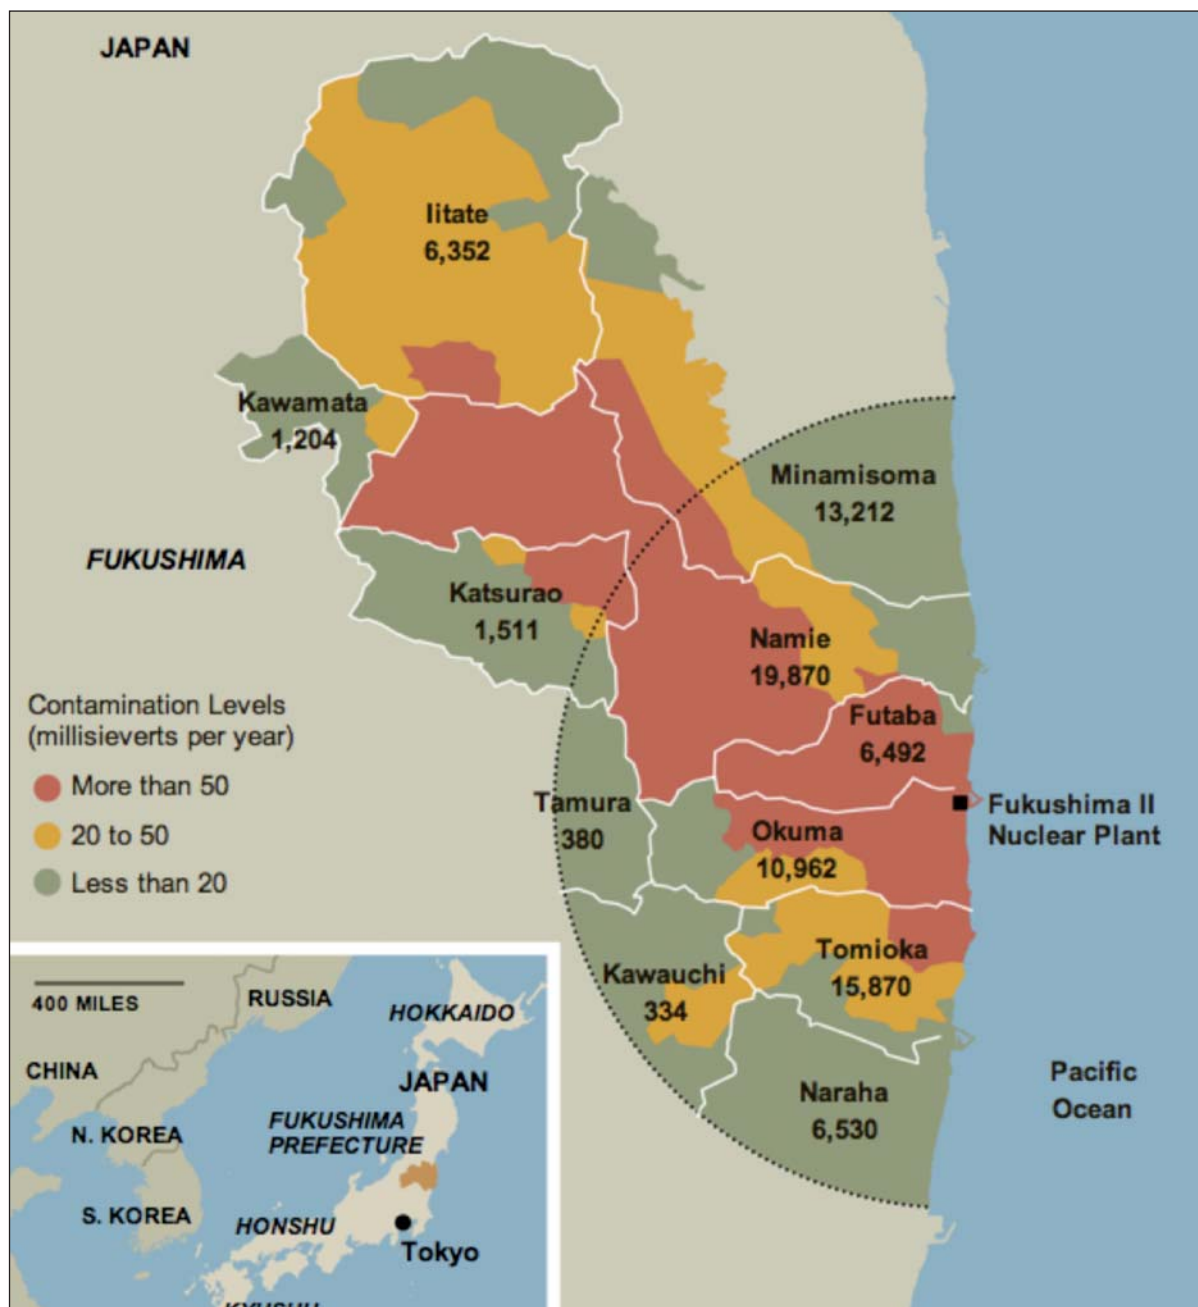 JAPAN
Iitate
6,352
Kawamata
1,204
Minamisoma
13,212
FUKUSHIMA
Katsurao
1,511
Namie
19,870
Contamination Levels
(millisieverts per year)
More than 50
20 to 50
Less than 20
Futaba
6,492
Tamura
380
Fukushima II
Nuclear Plant
Okuma
10,962
Tomioka
15,870
Kawauchi
334
Naraha
6,530
Pacific
Ocean
400 MILES
RUSSIA
HOKKAIDO
CHINA
JAPAN
FUKUSHIMA
PREFECTURE
N. KOREA
S. KOREA
HONSHU
Tokyo
KYUSHU